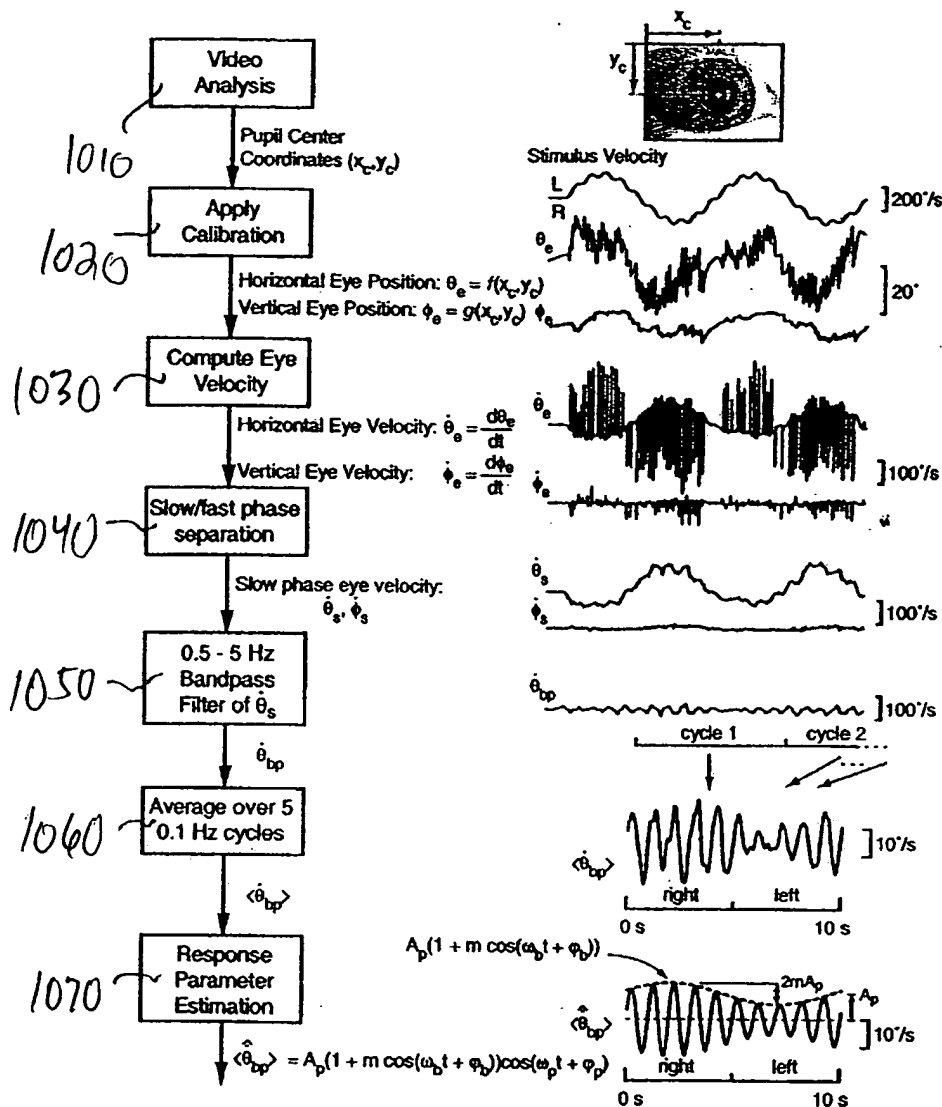 Video
Analysis
1010
Pupil Center
Coordinates (x_c,y_c)
Apply
Calibration
1020
Horizontal Eye Position: θ_e = f(x_c,y_c)
Vertical Eye Position: ϕ_e = g(x_c,y_c)
Compute Eye
Velocity
1030
Horizontal Eye Velocity: θ̇_e = dθ_e/dt
Vertical Eye Velocity: ϕ̇_e = dϕ_e/dt
Slow/fast phase
separation
1040
Slow phase eye velocity:
θ̇_s, ϕ̇_s
0.5 - 5 Hz
Bandpass
Filter of θ̇_s
1050
θ̇_bp
Average over 5
0.1 Hz cycles
1060
⟨θ̇_bp⟩
Response
Parameter
Estimation
1070
⟨θ̇̂_bp⟩ = A_p(1 + m cos(ω_b t + φ_b))cos(ω_p t + φ_p)
x_c
y_c
Stimulus Velocity
L
R
200°/s
θ_e
20°
ϕ_e
θ̇_e
100°/s
ϕ̇_e
θ̇_s
ϕ̇_s
100°/s
θ̇_bp
100°/s
cycle 1
cycle 2
⟨θ̇_bp⟩
10°/s
right
left
0 s
10 s
A_p(1 + m cos(ω_b t + φ_b))
2mA_p
A_p
⟨θ̇̂_bp⟩
10°/s
right
left
0 s
10 s